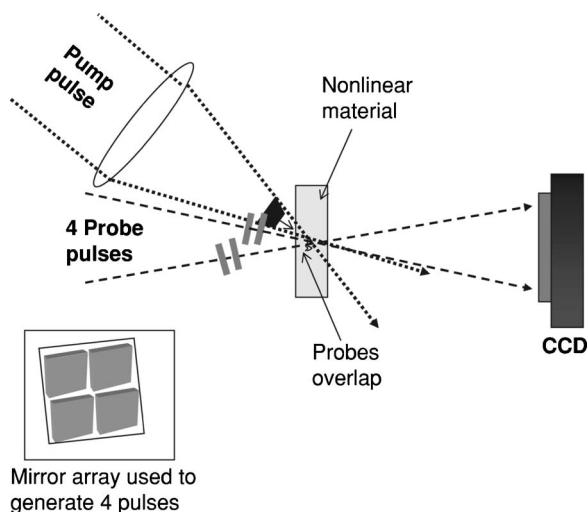 Pump
pulse
Nonlinear
material
4 Probe
pulses
Probes
overlap
CCD
Mirror array used to
generate 4 pulses